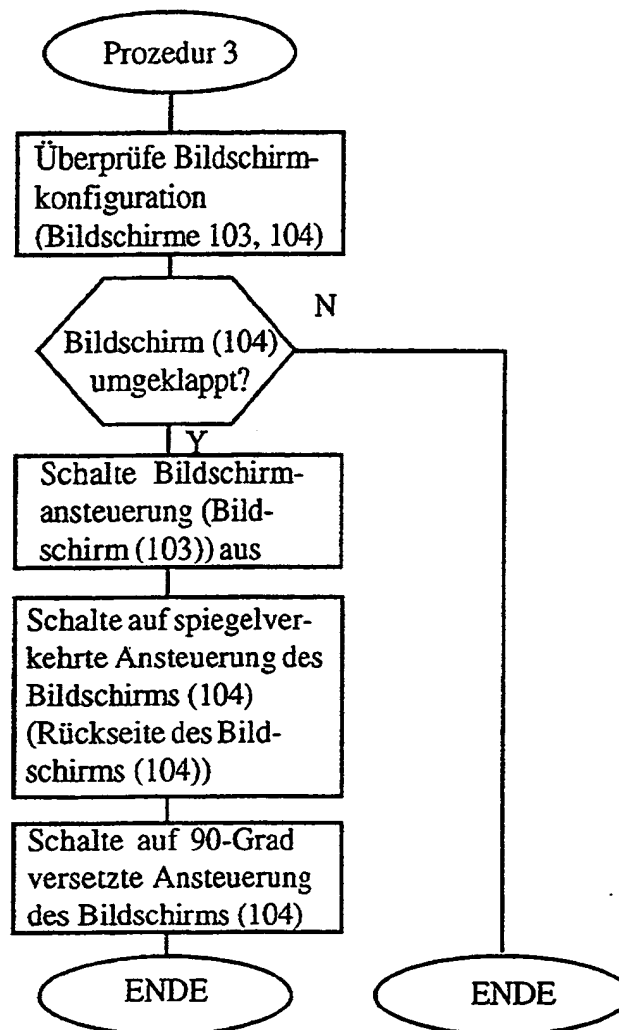 Prozedur 3
Überprüfe Bildschirm-
konfiguration
(Bildschirme 103, 104)
N
Bildschirm (104)
umgeklappt?
Y
Schalte Bildschirm-
ansteuerung (Bild-
schirm (103)) aus
Schalte auf spiegelver-
kehrte Ansteuerung des
Bildschirms (104)
(Rückseite des Bild-
schirms (104))
Schalte auf 90-Grad
versetzte Ansteuerung
des Bildschirms (104)
ENDE
ENDE